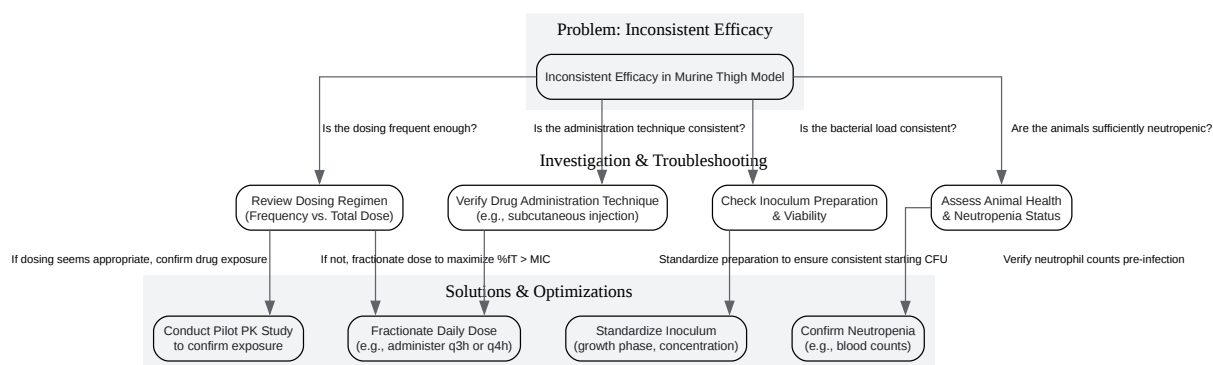 Problem: Inconsistent Efficacy
Inconsistent Efficacy in Murine Thigh Model
Is the dosing frequent enough?
Is the administration technique consistent?
Is the bacterial load consistent?
Are the animals sufficiently neutropenic?
Investigation & Troubleshooting
Review Dosing Regimen
(Frequency vs. Total Dose)
Verify Drug Administration Technique
(e.g., subcutaneous injection)
Check Inoculum Preparation
& Viability
Assess Animal Health
& Neutropenia Status
If dosing seems appropriate, confirm drug exposure
If not, fractionate dose to maximize %fT > MIC
Standardize preparation to ensure consistent starting CFU
Verify neutrophil counts pre-infection
Solutions & Optimizations
Conduct Pilot PK Study
to confirm exposure
Fractionate Daily Dose
(e.g., administer q3h or q4h)
Standardize Inoculum
(growth phase, concentration)
Confirm Neutropenia
(e.g., blood counts)